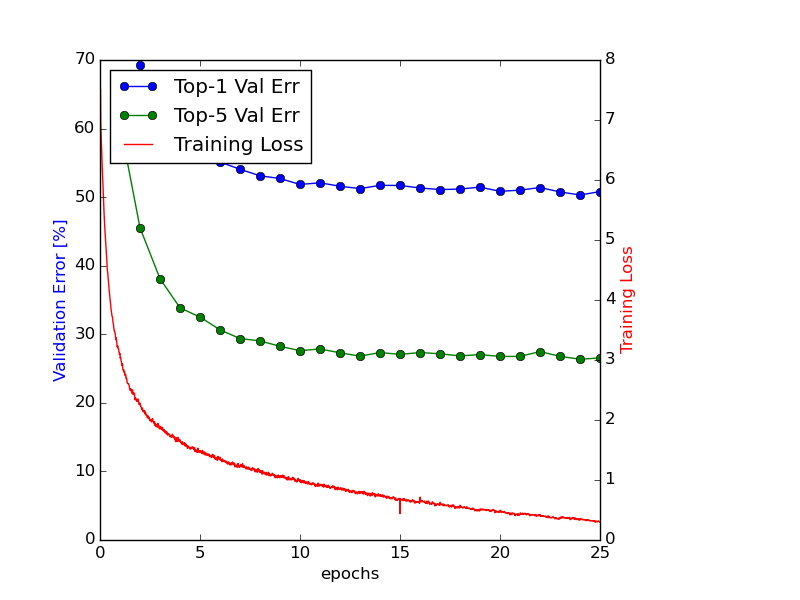 70
60
50
40
30
20
10
0
Validation Error [%]
Top-1 Val Err
Top-5 Val Err
Training Loss
8
7
6
5
4
3
2
1
0
Training Loss
0 5 10 15 20 25
epochs